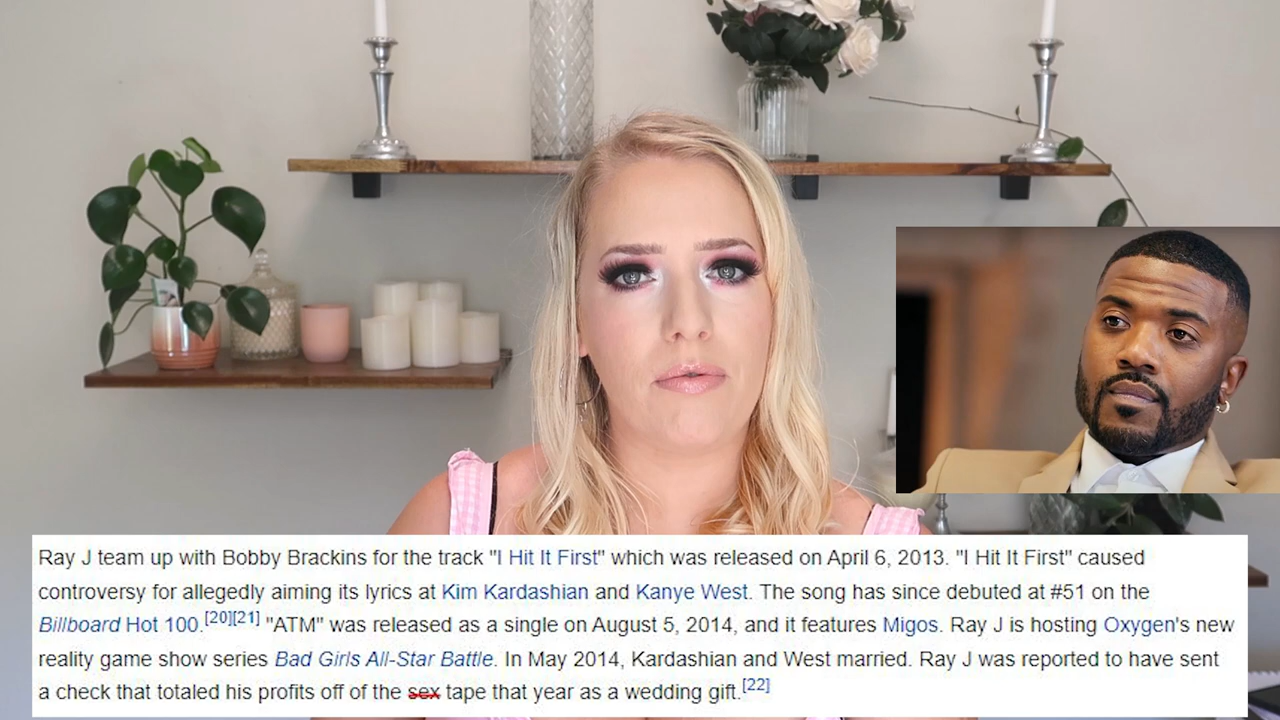 Ray J team up with Bobby Brackins for the track "I Hit It First" which was released on April 6, 2013. "I Hit It First" caused
controversy for allegedly aiming its lyrics at Kim Kardashian and Kanye West. The song has since debuted at #51 on the
Billboard Hot 100.[20][21] "ATM" was released as a single on August 5, 2014, and it features Migos. Ray J is hosting Oxygen's new
reality game show series Bad Girls All-Star Battle. In May 2014, Kardashian and West married. Ray J was reported to have sent
a check that totaled his profits off of the sex tape that year as a wedding gift.[22]